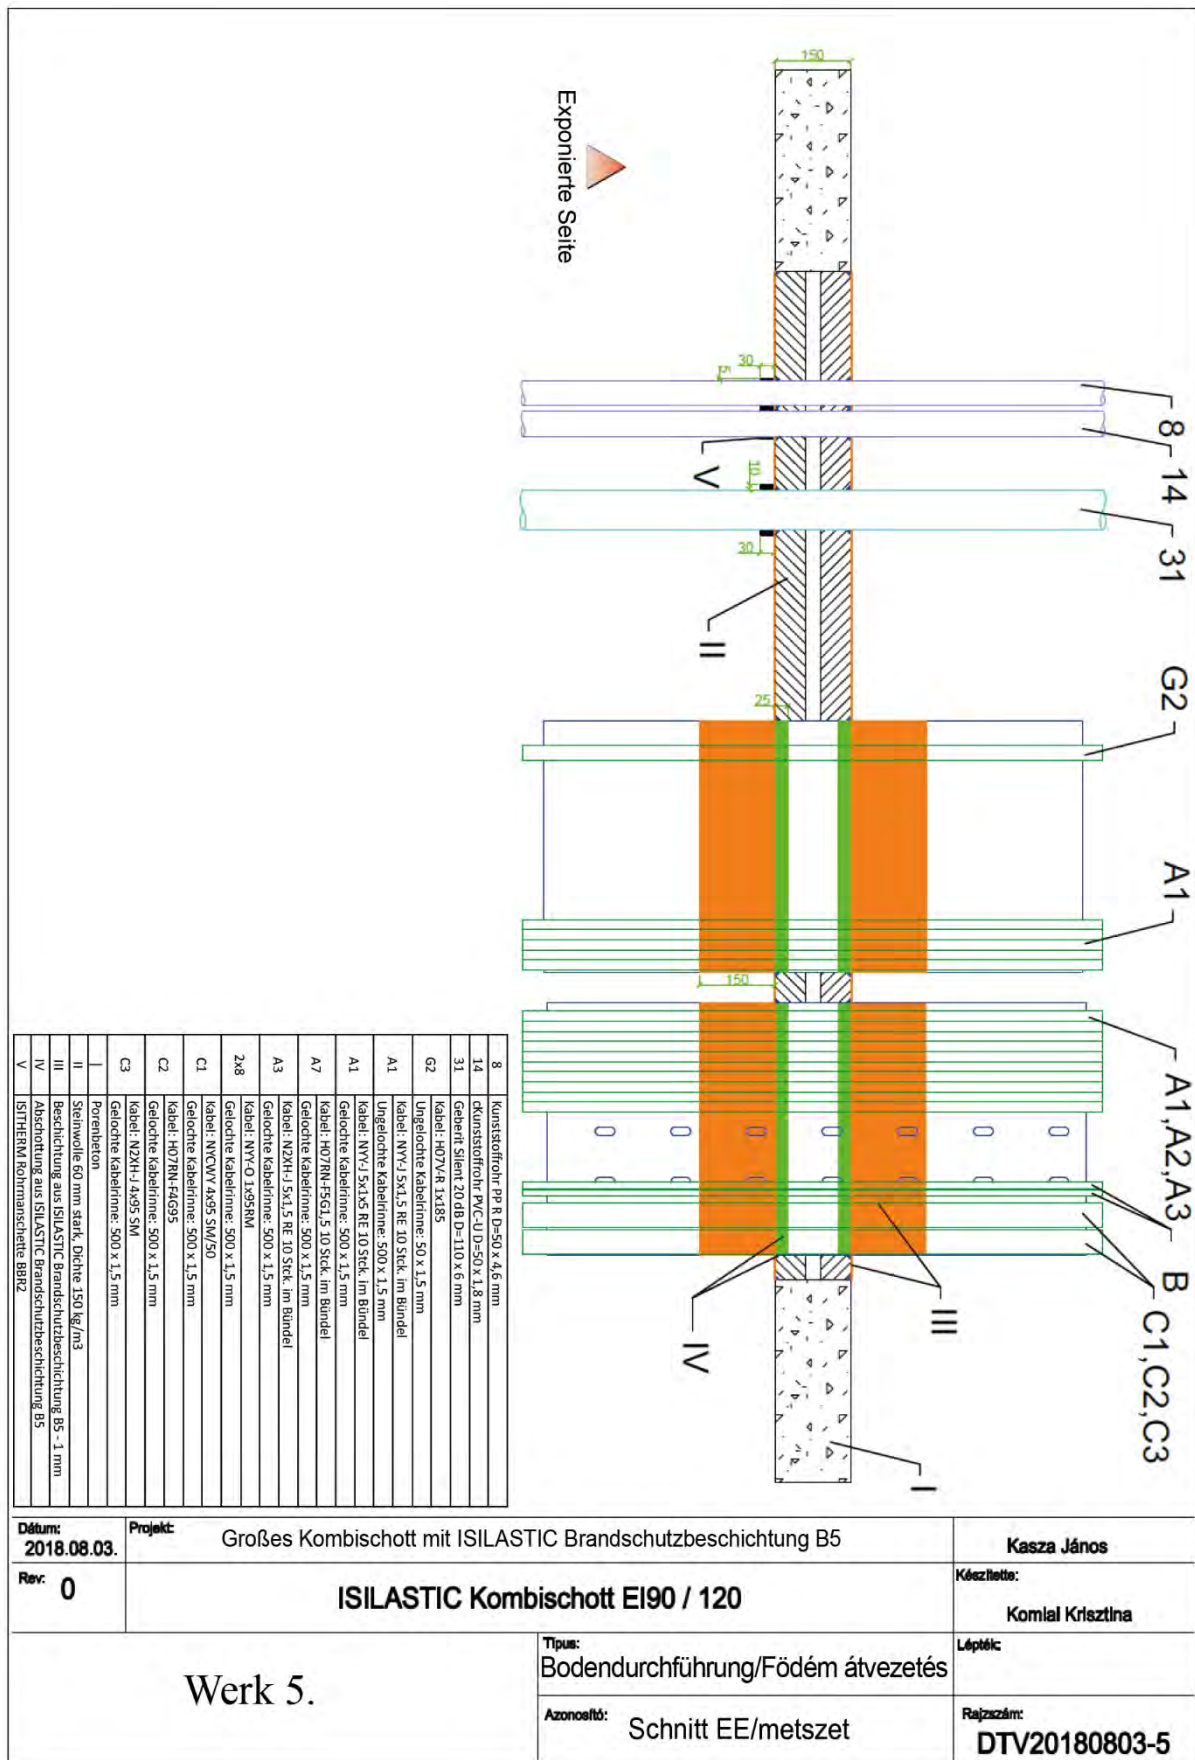 150
Exponierte Seite
30
5
V
10
30
II
25
150
8
14
31
G2
A1
A1,A2,A3
B
C1,C2,C3
III
IV
I
8 Kunststoffrohr PP R D=50 x 4,6 mm
14 cKunststoffrohr PVC-U D=50 x 1,8 mm
31 Geberit Silent 20 dB D=110 x 6 mm
G2 Kabel: H07V-R 1x185
Ungelochte Kabelrinne: 50 x 1,5 mm
A1 Kabel: NYY-J 5x1,5 RE 10 Stck. im Bündel
Ungelochte Kabelrinne: 500 x 1,5 mm
A1 Kabel: NYY-J 5x1x5 RE 10 Stck. im Bündel
Gelochte Kabelrinne: 500 x 1,5 mm
A7 Kabel: H07RN-F5G1,5 10 Stck. im Bündel
Gelochte Kabelrinne: 500 x 1,5 mm
A3 Kabel: N2XH-J 5x1,5 RE 10 Stck. im Bündel
Gelochte Kabelrinne: 500 x 1,5 mm
2x8 Kabel: NYY-O 1x95RM
Gelochte Kabelrinne: 500 x 1,5 mm
C1 Kabel: NYCWY 4x95 SM/50
Gelochte Kabelrinne: 500 x 1,5 mm
C2 Kabel: H07RN-F4G95
Gelochte Kabelrinne: 500 x 1,5 mm
C3 Kabel: N2XH-J 4x95 SM
Gelochte Kabelrinne: 500 x 1,5 mm
I Porenbeton
II Steinwolle 60 mm stark, Dichte 150 kg/m3
III Beschichtung aus ISILASTIC Brandschutzbeschichtung B5 - 1 mm
IV Abschottung aus ISILASTIC Brandschutzbeschichtung B5
V ISITHERM Rohrmanschette BBR2
Dátum:
2018.08.03.
Projekt:
Großes Kombischott mit ISILASTIC Brandschutzbeschichtung B5
Kasza János
Rev: 0
ISILASTIC Kombischott EI90 / 120
Készítette:
Komlai Krisztina
Werk 5.
Típus:
Bodendurchführung/Födém átvezetés
Lépték:
Azonosító:
Schnitt EE/metszet
Rajzszám:
DTV20180803-5